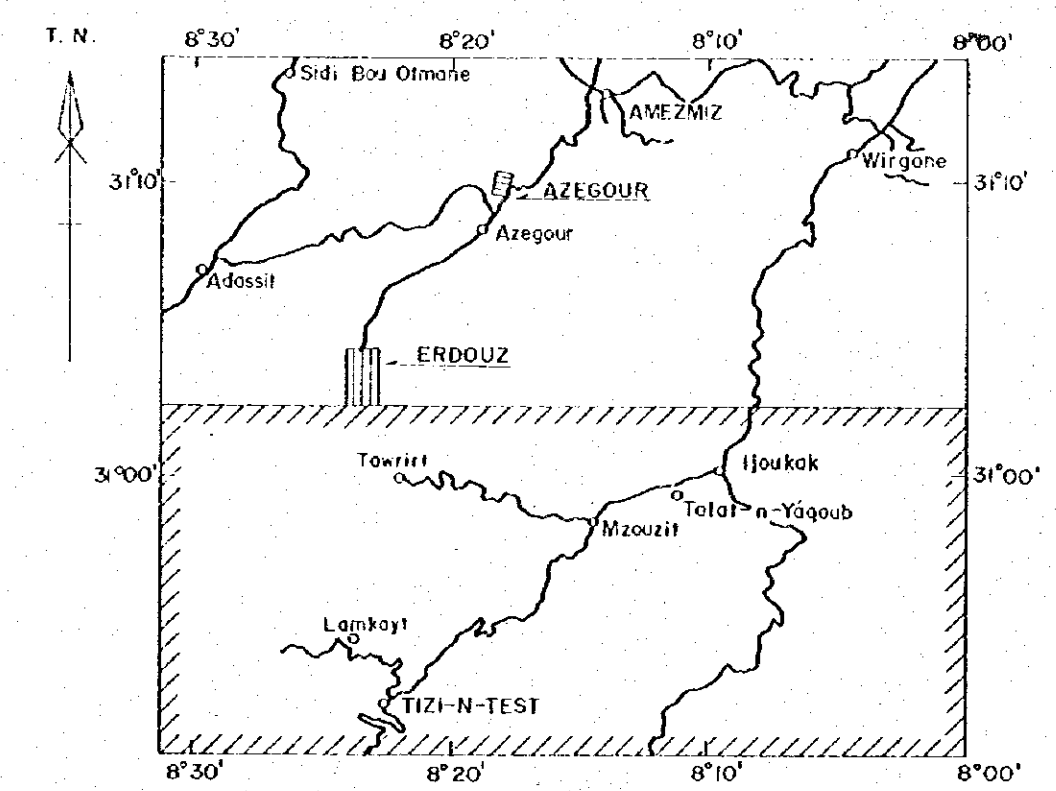 T. N.
8°30'
8°20'
8°10'
8°00'
Sidi Bou Otmane
AMEZMIZ
Wirgane
31°10'
AZEGOUR
31°10'
Azegour
Adassil
ERDOUZ
Tawrirt
Ijoukak
31°00'
31°00'
Talat-n-Yáqoub
Mzouzit
Lamkayt
TIZI-N-TEST
8°30'
8°20'
8°10'
8°00'